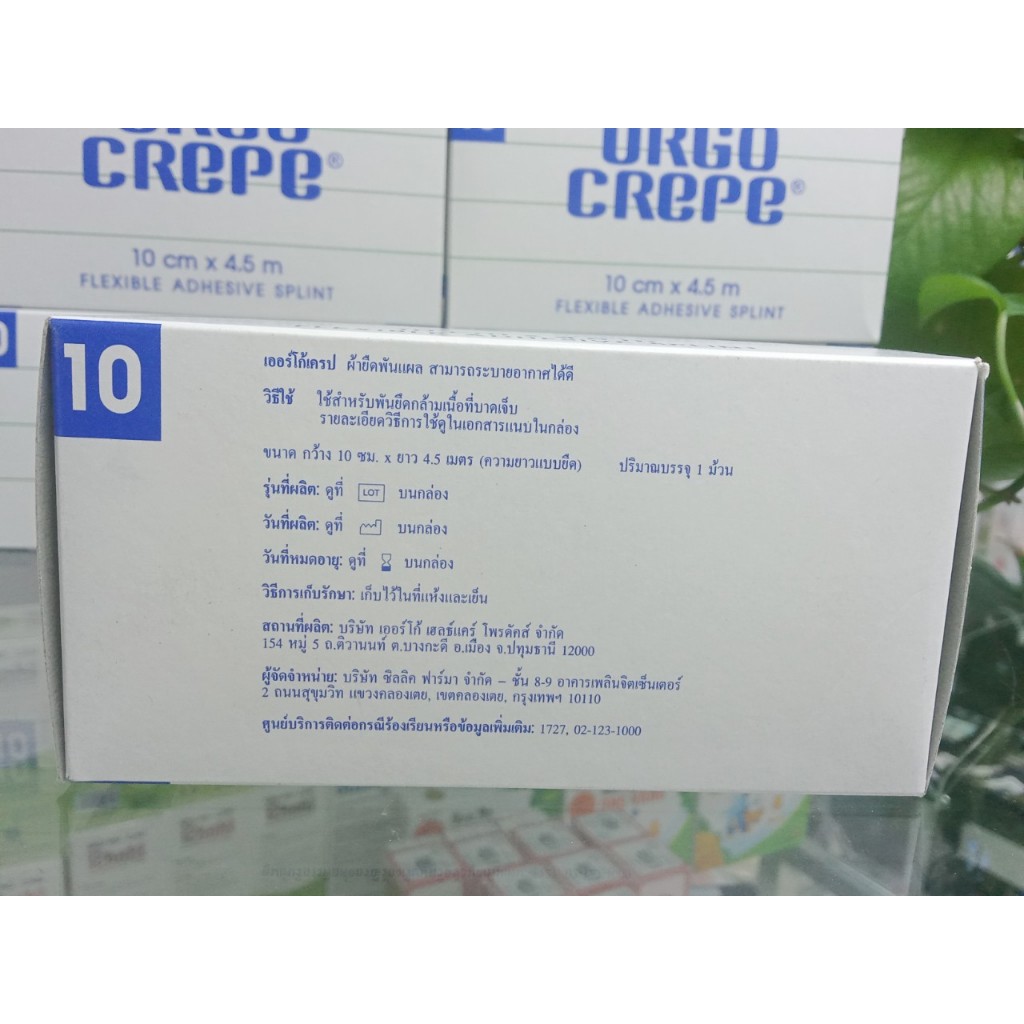 URGO
CREPE®
10 cm x 4.5 m
FLEXIBLE ADHESIVE SPLINT
URGO
CREPE®
10 cm x 4.5 m
FLEXIBLE ADHESIVE SPLINT
10
เออร์โก้เครป ผ้ายืดพันแผล สามารถระบายอากาศได้ดี
วิธีใช้ ใช้สำหรับพันยืดกล้ามเนื้อที่บาดเจ็บ
รายละเอียดวิธีการใช้ดูในเอกสารแนบในกล่อง
ขนาด กว้าง 10 ซม. x ยาว 4.5 เมตร (ความยาวแบบยืด) ปริมาณบรรจุ 1 ม้วน
รุ่นที่ผลิต: ดูที่ LOT บนกล่อง
วันที่ผลิต: ดูที่ บนกล่อง
วันที่หมดอายุ: ดูที่ บนกล่อง
วิธีการเก็บรักษา: เก็บไว้ในที่แห้งและเย็น
สถานที่ผลิต: บริษัท เออร์โก้ เฮลธ์แคร์ โพรดัคส์ จำกัด
154 หมู่ 5 ถ.ติวานนท์ ต.บางกะดี อ.เมือง จ.ปทุมธานี 12000
ผู้จัดจำหน่าย: บริษัท ซิลลิค ฟาร์มา จำกัด – ชั้น 8-9 อาคารเพลินจิตเซ็นเตอร์
2 ถนนสุขุมวิท แขวงคลองเตย, เขตคลองเตย, กรุงเทพฯ 10110
ศูนย์บริการติดต่อกรณีร้องเรียนหรือข้อมูลเพิ่มเติม: 1727, 02-123-1000